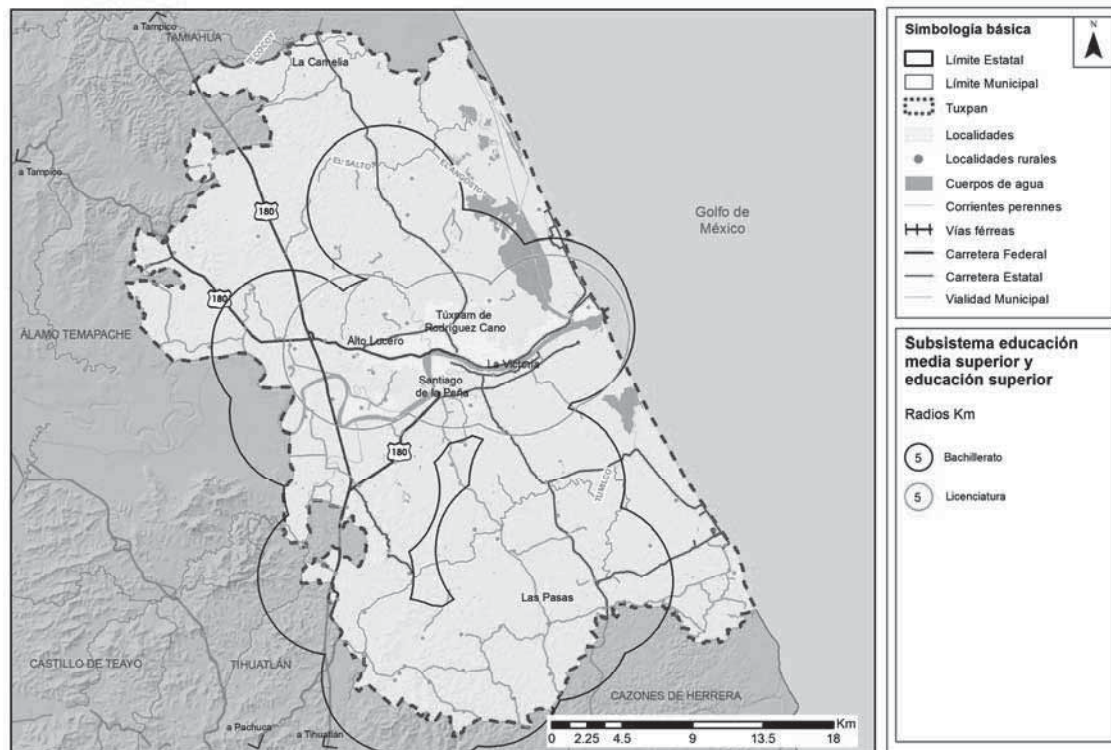 a Tampico
TAMIAHUA
TECOCOY
La Camelia
a Tampico
EL SALTO
EL ANGOSTO
180
Golfo de
México
180
ÁLAMO TEMAPACHE
Túxpam de
Rodríguez Cano
Alto Lucero
La Victoria
Santiago
de la Peña
180
TUMILCO
Las Pasas
CASTILLO DE TEAYO
TIHUATLÁN
CAZONES DE HERRERA
a Pachuca
a Tihuatlán
Km
0 2.25 4.5 9 13.5 18
Simbología básica
N
Límite Estatal
Límite Municipal
Tuxpan
Localidades
Localidades rurales
Cuerpos de agua
Corrientes perennes
Vías férreas
Carretera Federal
Carretera Estatal
Vialidad Municipal
Subsistema educación
media superior y
educación superior
Radios Km
5 Bachillerato
5 Licenciatura